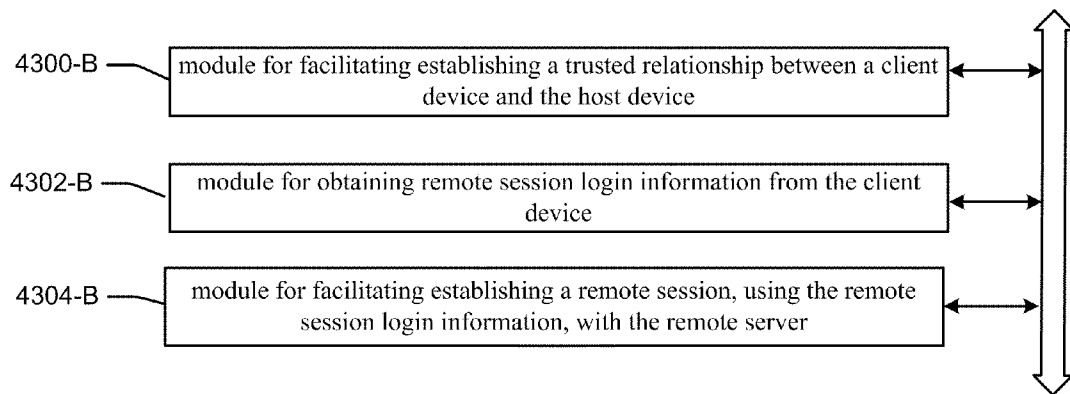 4300-B
module for facilitating establishing a trusted relationship between a client
device and the host device
4302-B
module for obtaining remote session login information from the client
device
4304-B
module for facilitating establishing a remote session, using the remote
session login information, with the remote server